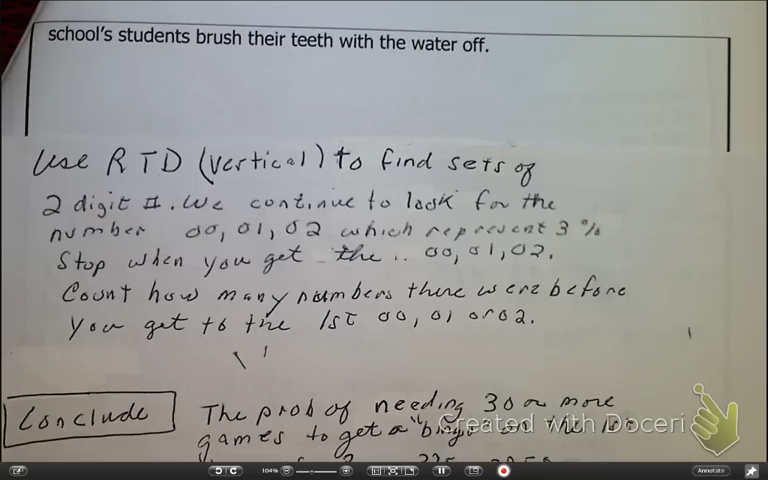 school's students brush their teeth with the water off.
Use RTD (vertical) to find sets of
2 digit #. We continue to look for the
number 00, 01, 02 which represent 3%
Stop when you get the .. 00, 01, 02.
Count how many numbers there were before
you get to the 1st 00, 01 or 02.
Conclude
The prob of needing 30 or more
games to get a "bingo" on the 1st
Created with Doceri
104%
Annotate